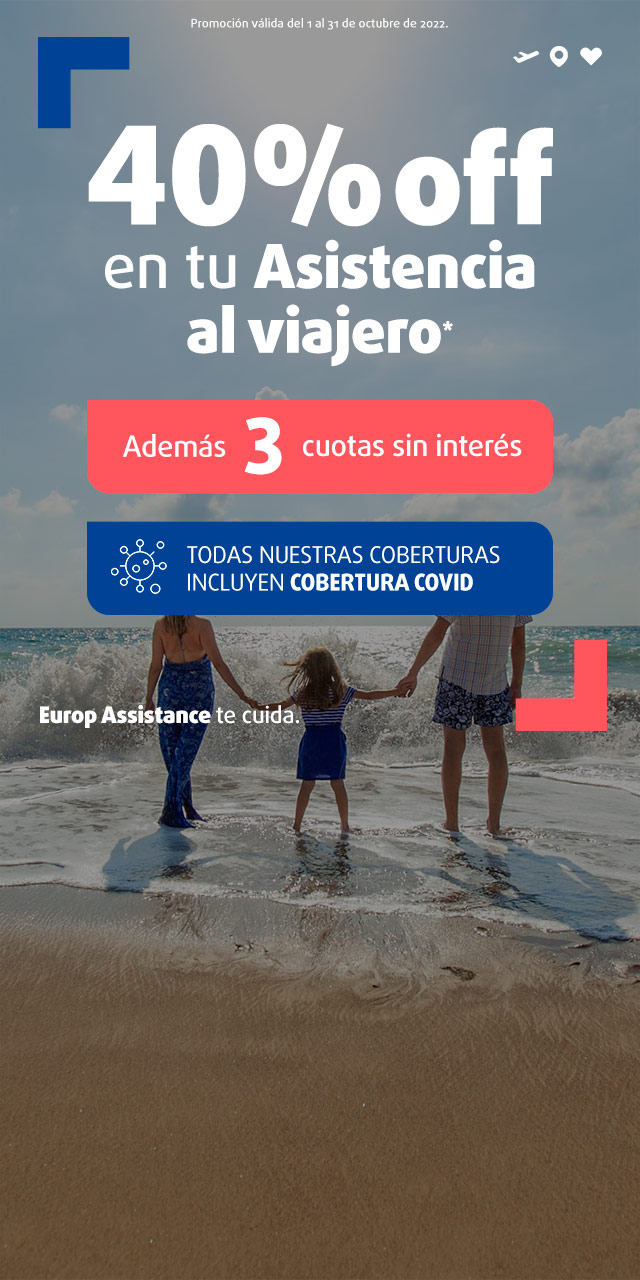 Promoción válida del 1 al 31 de octubre de 2022.
40% off
en tu Asistencia
al viajero*
Además 3 cuotas sin interés
TODAS NUESTRAS COBERTURAS
INCLUYEN COBERTURA COVID
Europ Assistance te cuida.